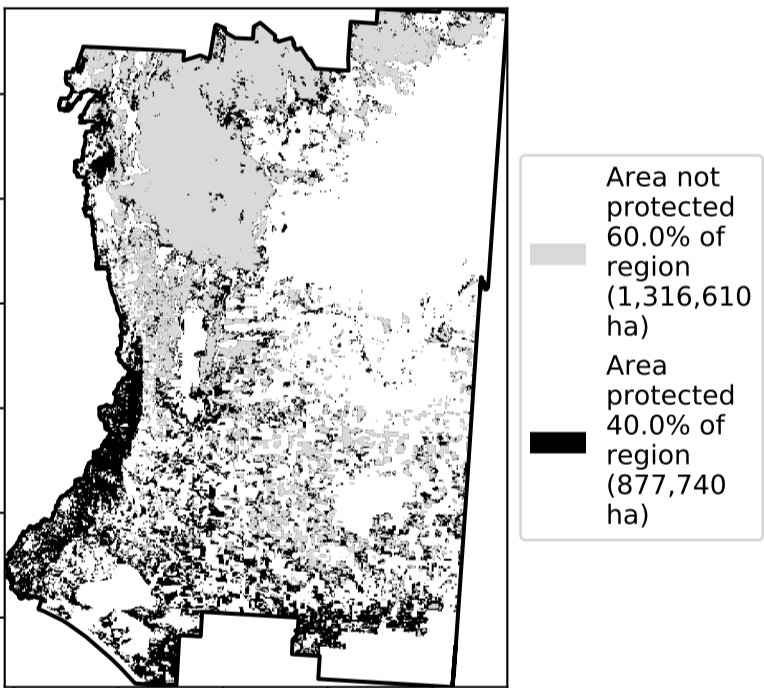 Area not
protected
60.0% of
region
(1,316,610
ha)
Area
protected
40.0% of
region
(877,740
ha)